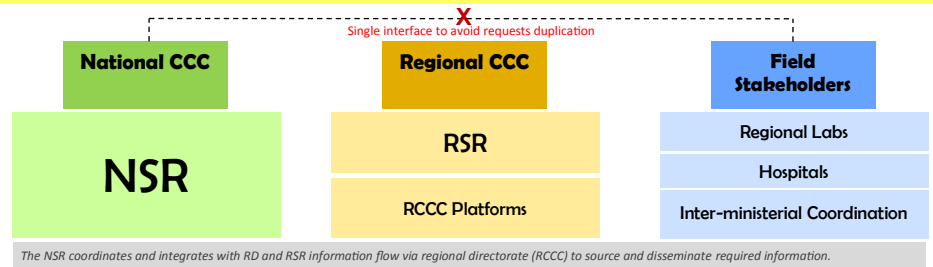 X
Single interface to avoid requests duplication
National CCC
Regional CCC
Field
Stakeholders
NSR
RSR
RCCC Platforms
Regional Labs
Hospitals
Inter-ministerial Coordination
The NSR coordinates and integrates with RD and RSR information flow via regional directorate (RCCC) to source and disseminate required information.